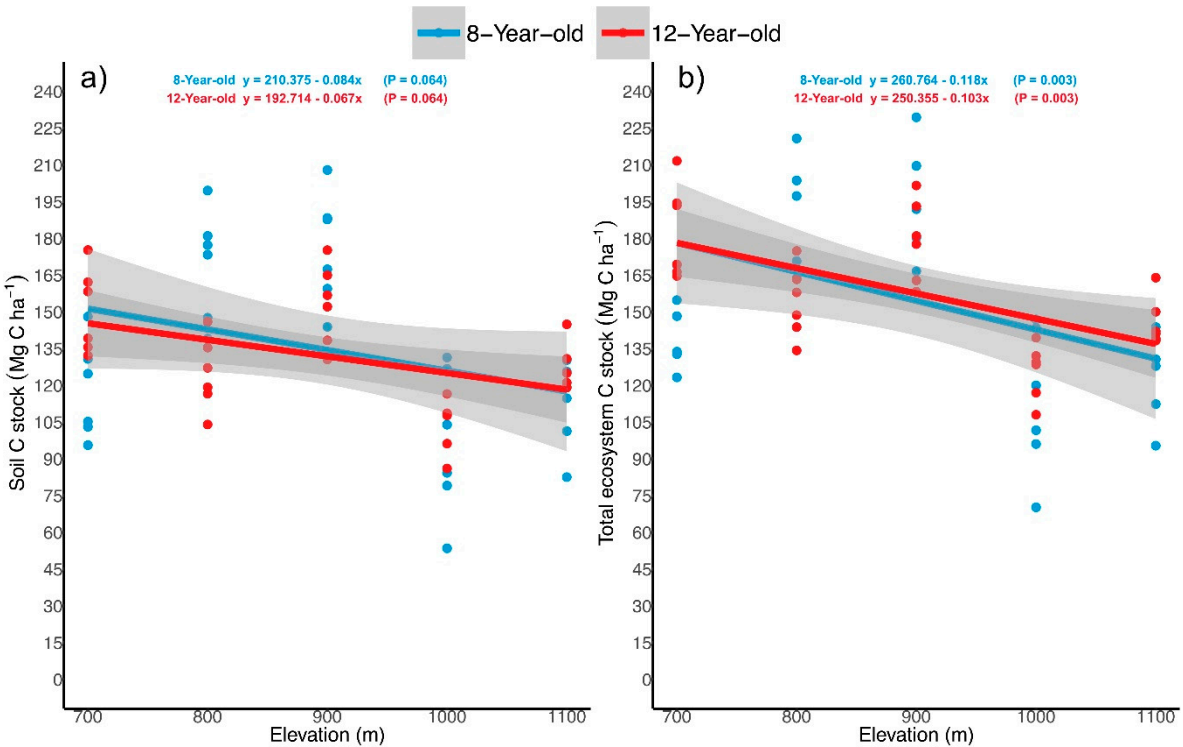 8-Year-old 12-Year-old
a)
8-Year-old y = 210.375 - 0.084x (P = 0.064)
12-Year-old y = 192.714 - 0.067x (P = 0.064)
Soil C stock (Mg C ha⁻¹)
240
225
210
195
180
165
150
135
120
105
90
75
60
45
30
15
0
700 800 900 1000 1100
Elevation (m)
b)
8-Year-old y = 260.764 - 0.118x (P = 0.003)
12-Year-old y = 250.355 - 0.103x (P = 0.003)
Total ecosystem C stock (Mg C ha⁻¹)
240
225
210
195
180
165
150
135
120
105
90
75
60
45
30
15
0
700 800 900 1000 1100
Elevation (m)